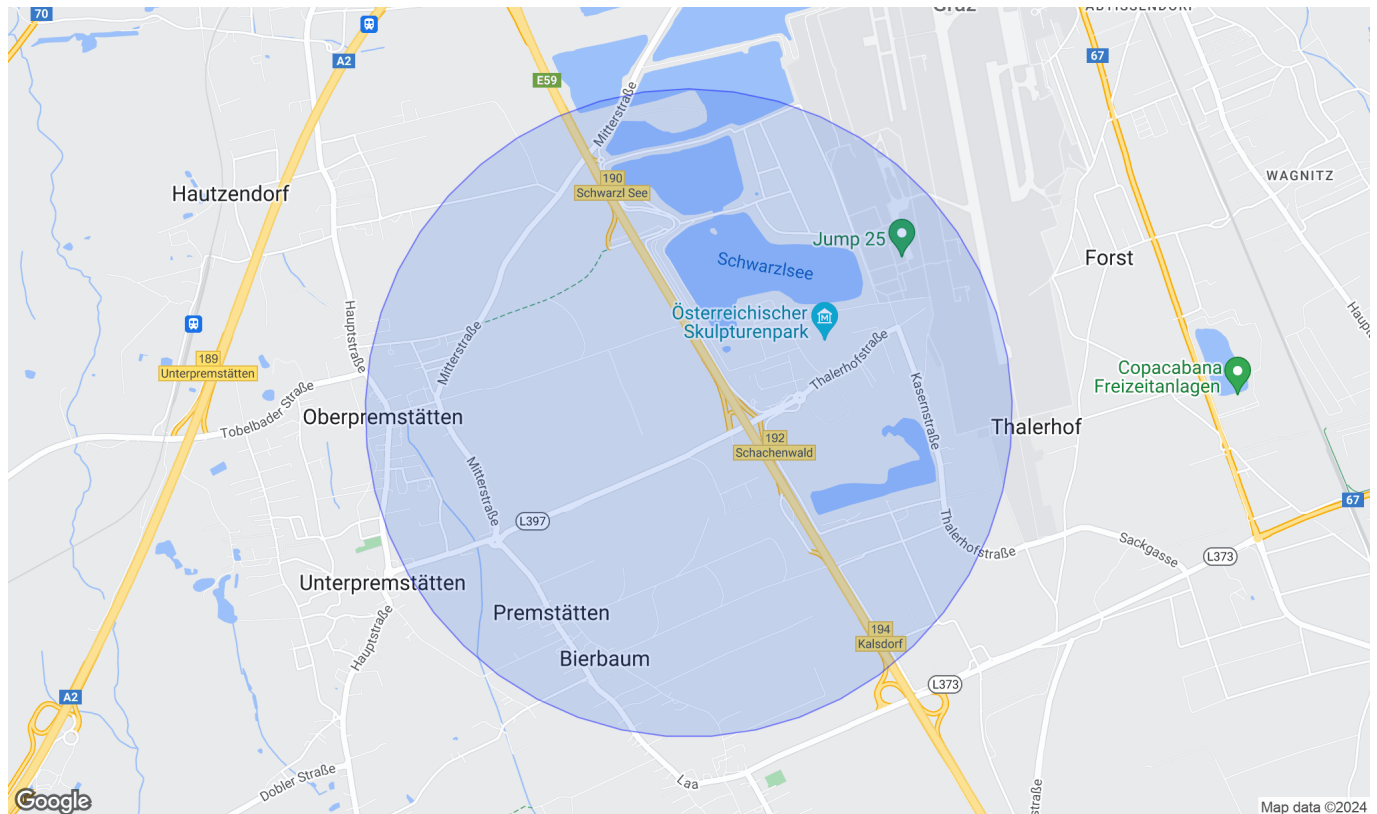 70
A2
E59
Graz
ABTISSENDORF
67
Mitterstraße
Hautzendorf
190
Schwarzl See
WAGNITZ
Jump 25
Forst
Schwarzlsee
Hauptstraße
Österreichischer
Skulpturenpark
Mitterstraße
Thalerhofstraße
189
Unterpremstätten
Copacabana
Freizeitanlagen
Tobelbader Straße
Oberpremstätten
Kasernstraße
Thalerhof
192
Schachenwald
Mitterstraße
L397
67
Thalerhofstraße
Sackgasse
L373
Unterpremstätten
Premstätten
Hauptstraße
194
Kalsdorf
Bierbaum
L373
A2
Dobler Straße
Laa
Google
Map data ©2024